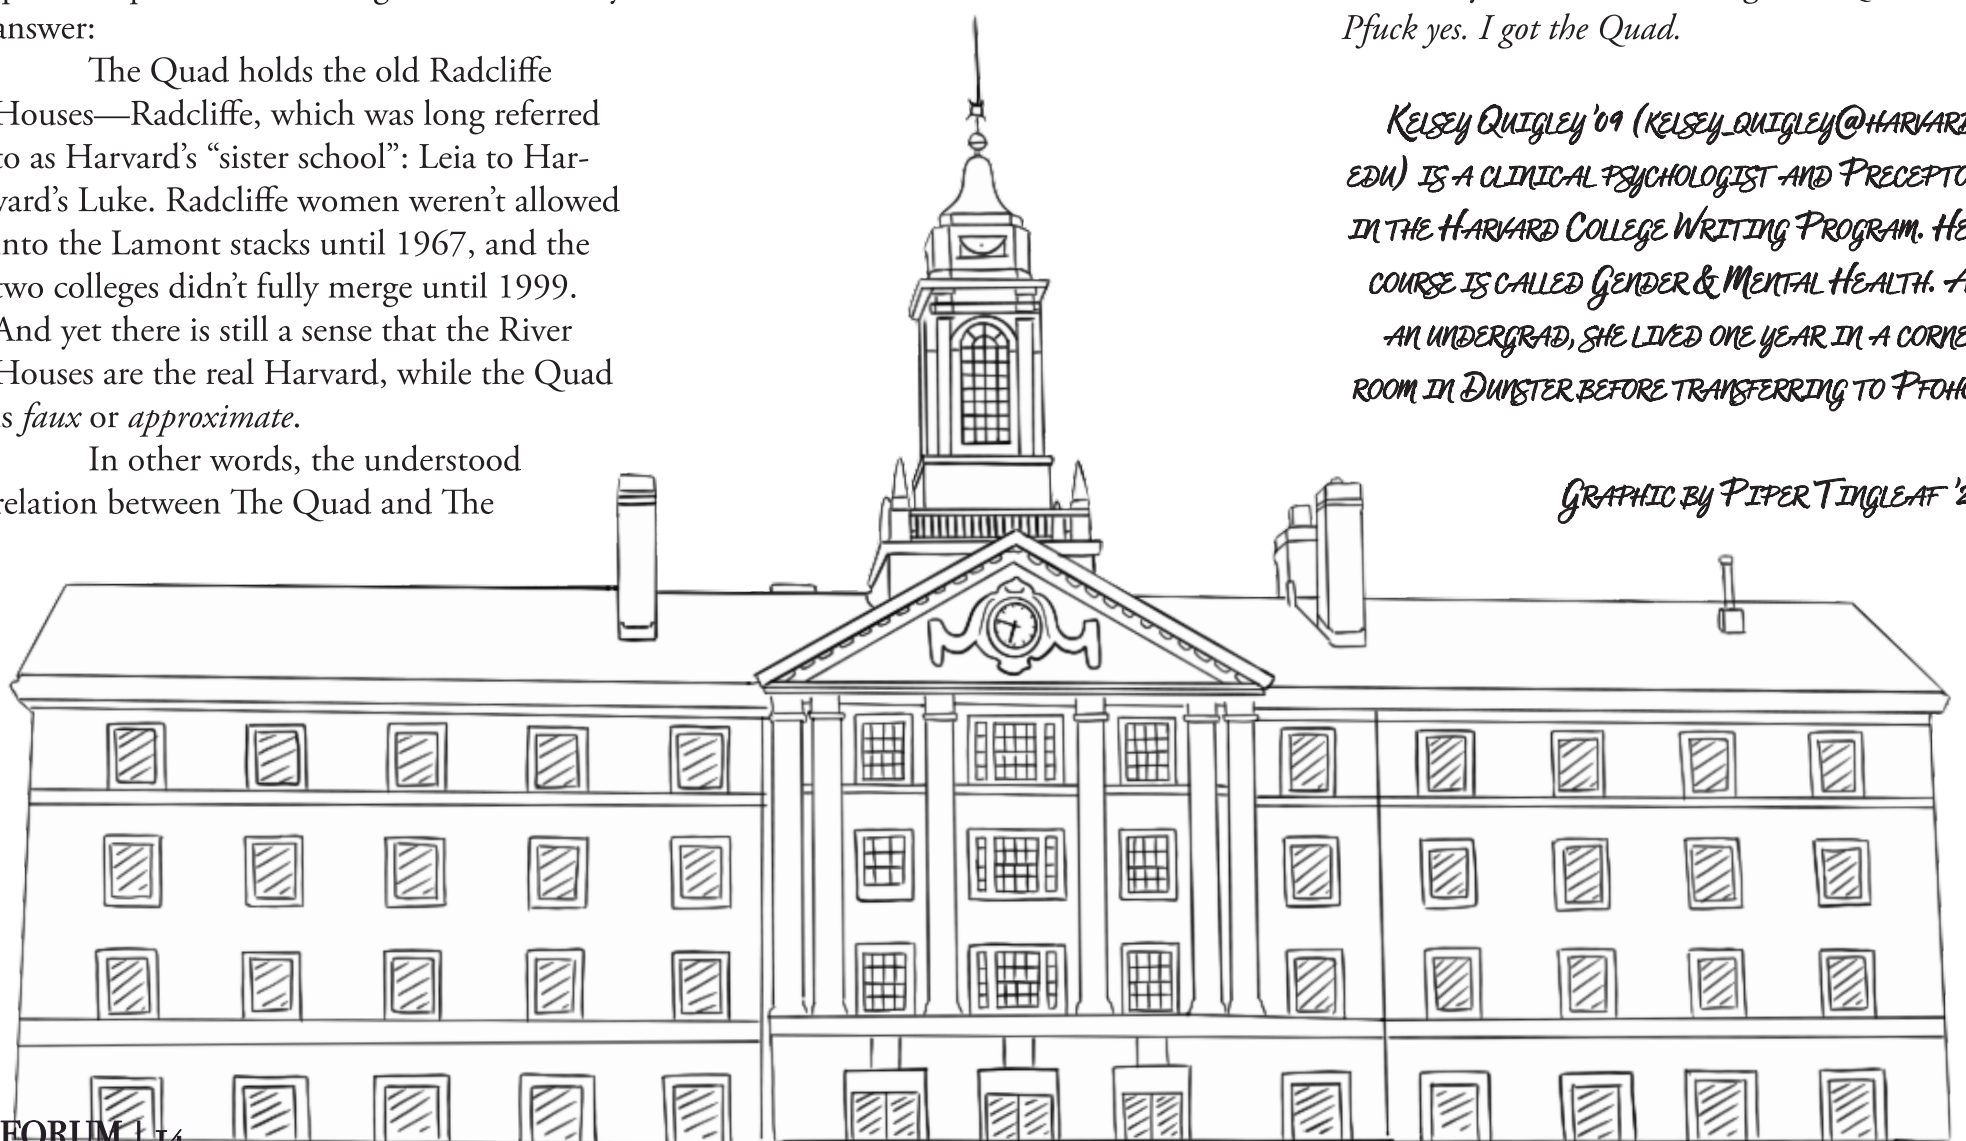 answer:
The Quad holds the old Radcliffe
Houses—Radcliffe, which was long referred
to as Harvard's “sister school”: Leia to Har-
vard's Luke. Radcliffe women weren't allowed
into the Lamont stacks until 1967, and the
two colleges didn't fully merge until 1999.
And yet there is still a sense that the River
Houses are the real Harvard, while the Quad
is faux or approximate.
In other words, the understood
relation between The Quad and The
Pfuck yes. I got the Quad.
Kelsey Quigley '09 (kelsey_quigley@harvard
edu) is a clinical psychologist and Precepto
in the Harvard College Writing Program. He
course is called Gender & Mental Health. A
an undergrad, she lived one year in a corne
room in Dunster before transferring to Pfoho
Graphic by Piper Tingleaf '2
FORUM | 14